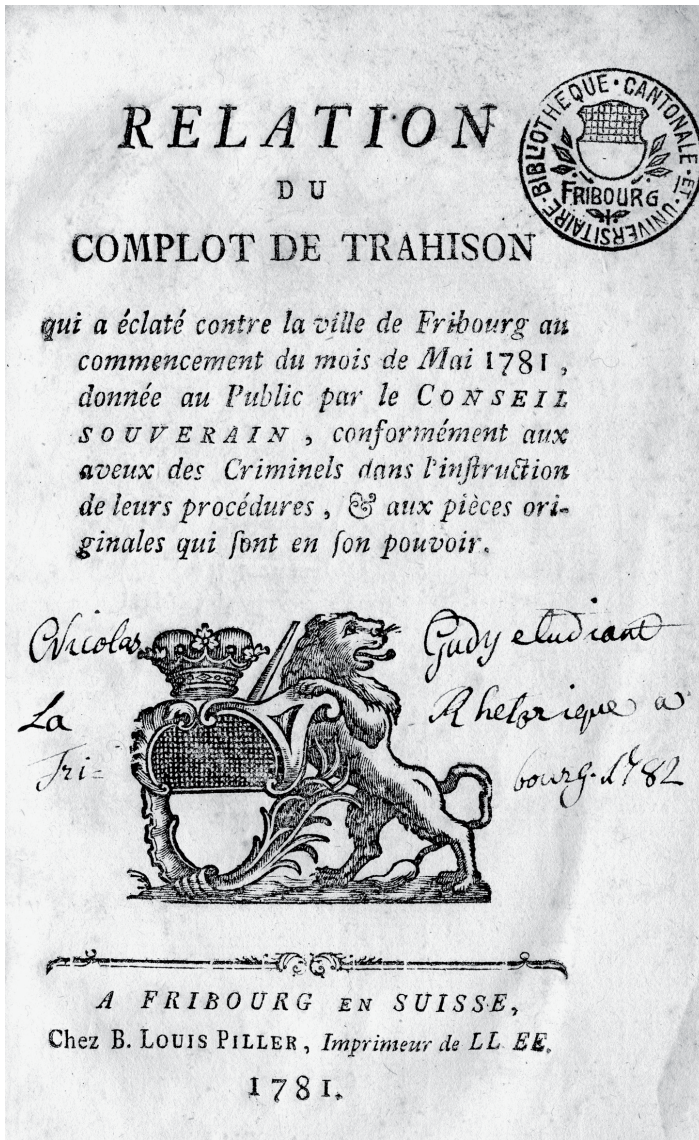 RELATION
DU
COMPLOT DE TRAHISON
qui a éclaté contre la ville de Fribourg au
commencement du mois de Mai 1781 ,
donnée au Public par le CONSEIL
SOUVERAIN , conformément aux
aveux des Criminels dans l'inſtruction
de leurs procédures , & aux pièces ori-
ginales qui ſont en ſon pouvoir.
BIBLIOTHÈQUE · CANTONALE · ET · UNIVERSITAIRE ·
FRIBOURG
Nicolas Gudy etudiant
La Rhetorique a
Fri= bourg. 1782
A FRIBOURG EN SUISSE,
Chez B. LOUIS PILLER, Imprimeur de LL EE.
1781.